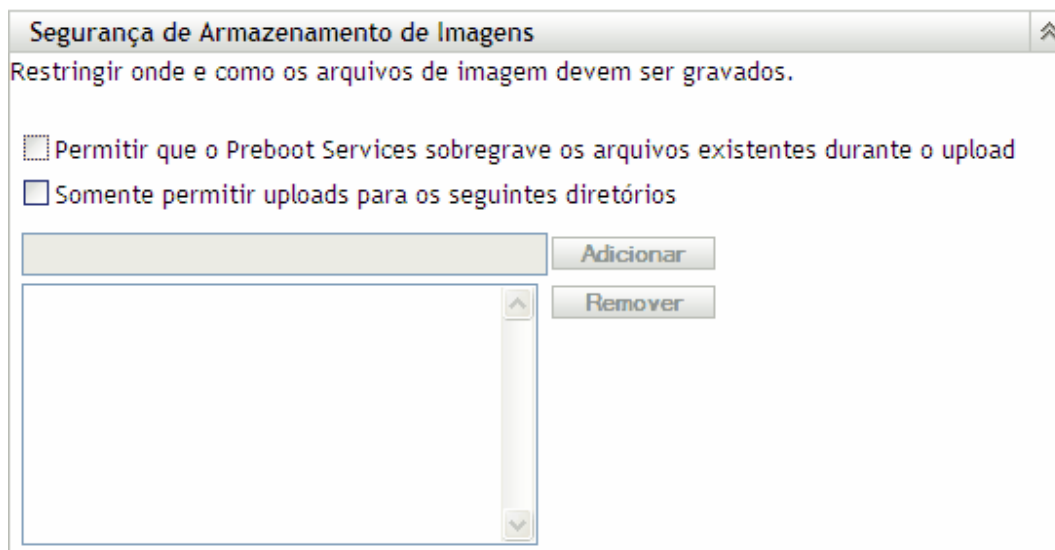 Segurança de Armazenamento de Imagens
Restringir onde e como os arquivos de imagem devem ser gravados.
Permitir que o Preboot Services sobregrave os arquivos existentes durante o upload
Somente permitir uploads para os seguintes diretórios
Adicionar
Remover